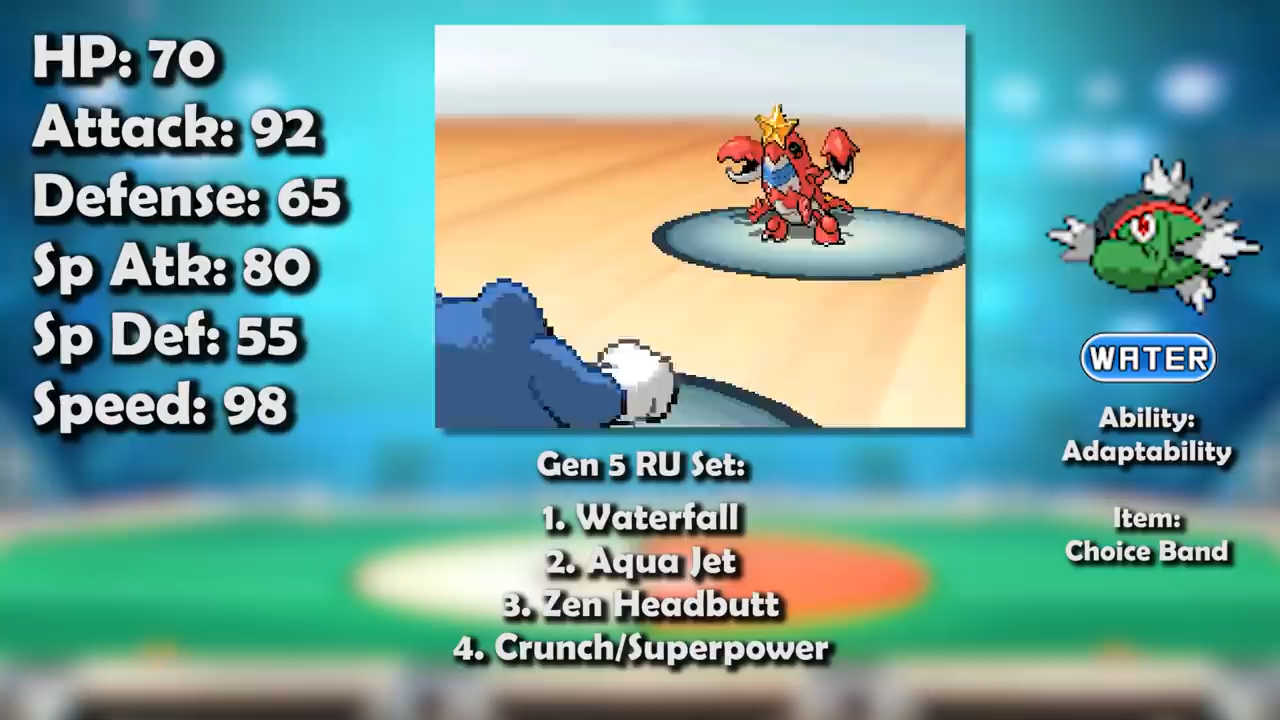 HP: 70
Attack: 92
Defense: 65
Sp Atk: 80
Sp Def: 55
Speed: 98
WATER
Ability:
Adaptability
Item:
Choice Band
Gen 5 RU Set:
1. Waterfall
2. Aqua Jet
3. Zen Headbutt
4. Crunch/Superpower